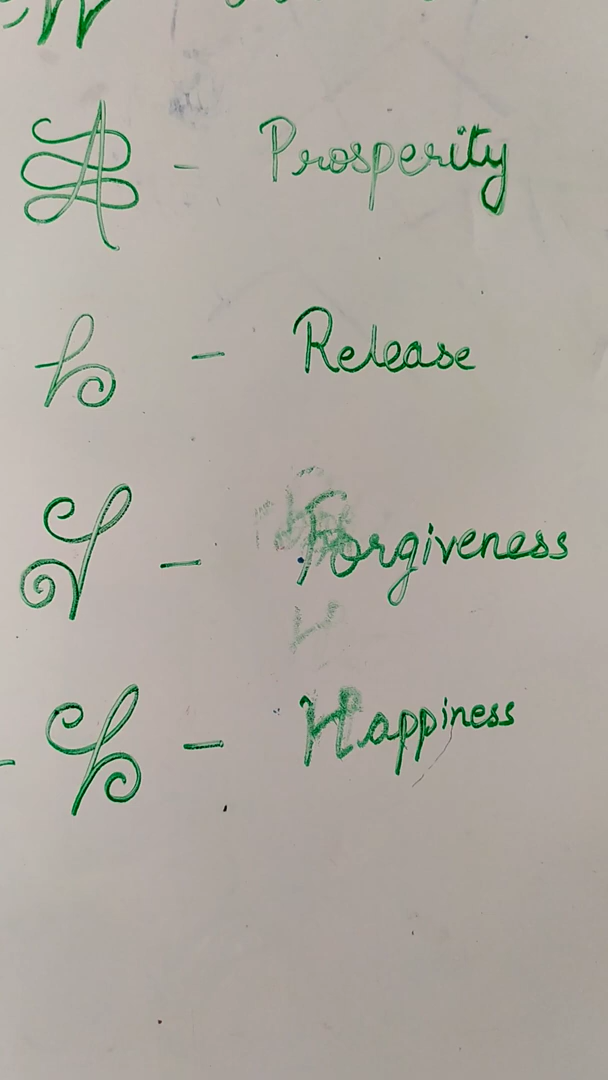 - Prosperity
- Release
- Forgiveness
- Happiness